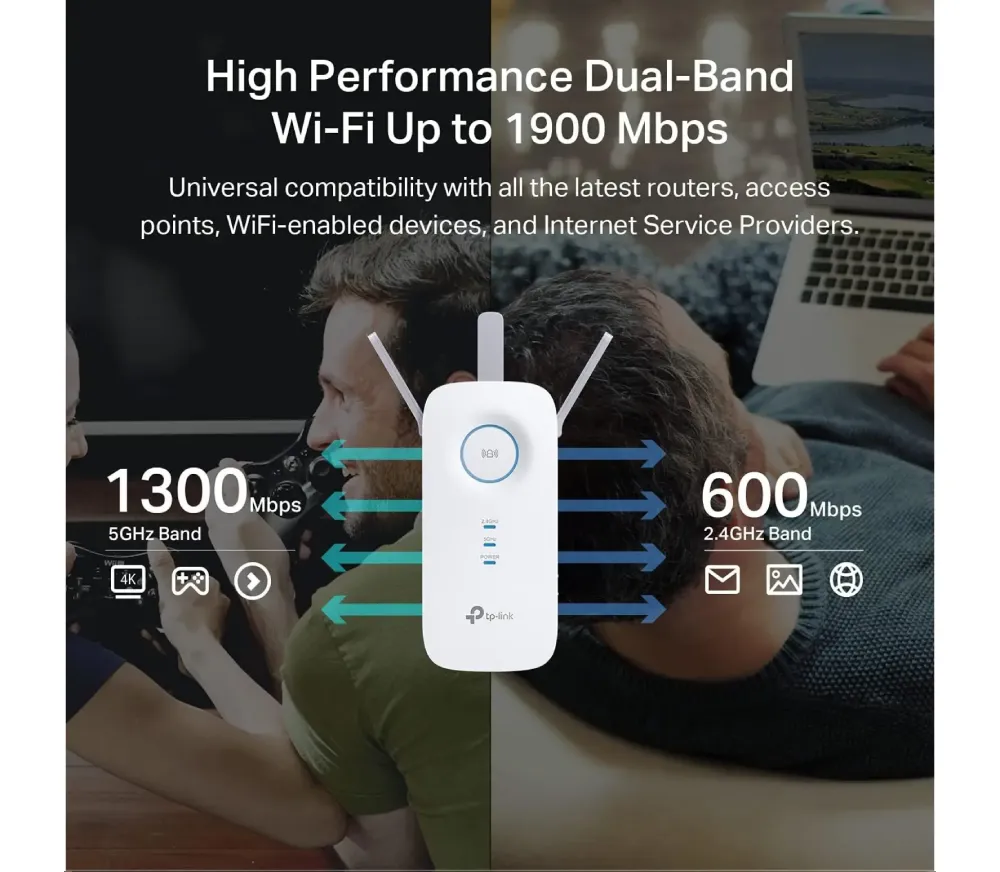 High Performance Dual-Band
Wi-Fi Up to 1900 Mbps
Universal compatibility with all the latest routers, access
points, WiFi-enabled devices, and Internet Service Providers.
1300Mbps
5GHz Band
4K
600Mbps
2.4GHz Band
2.4GHz
5GHz
POWER
tp-link